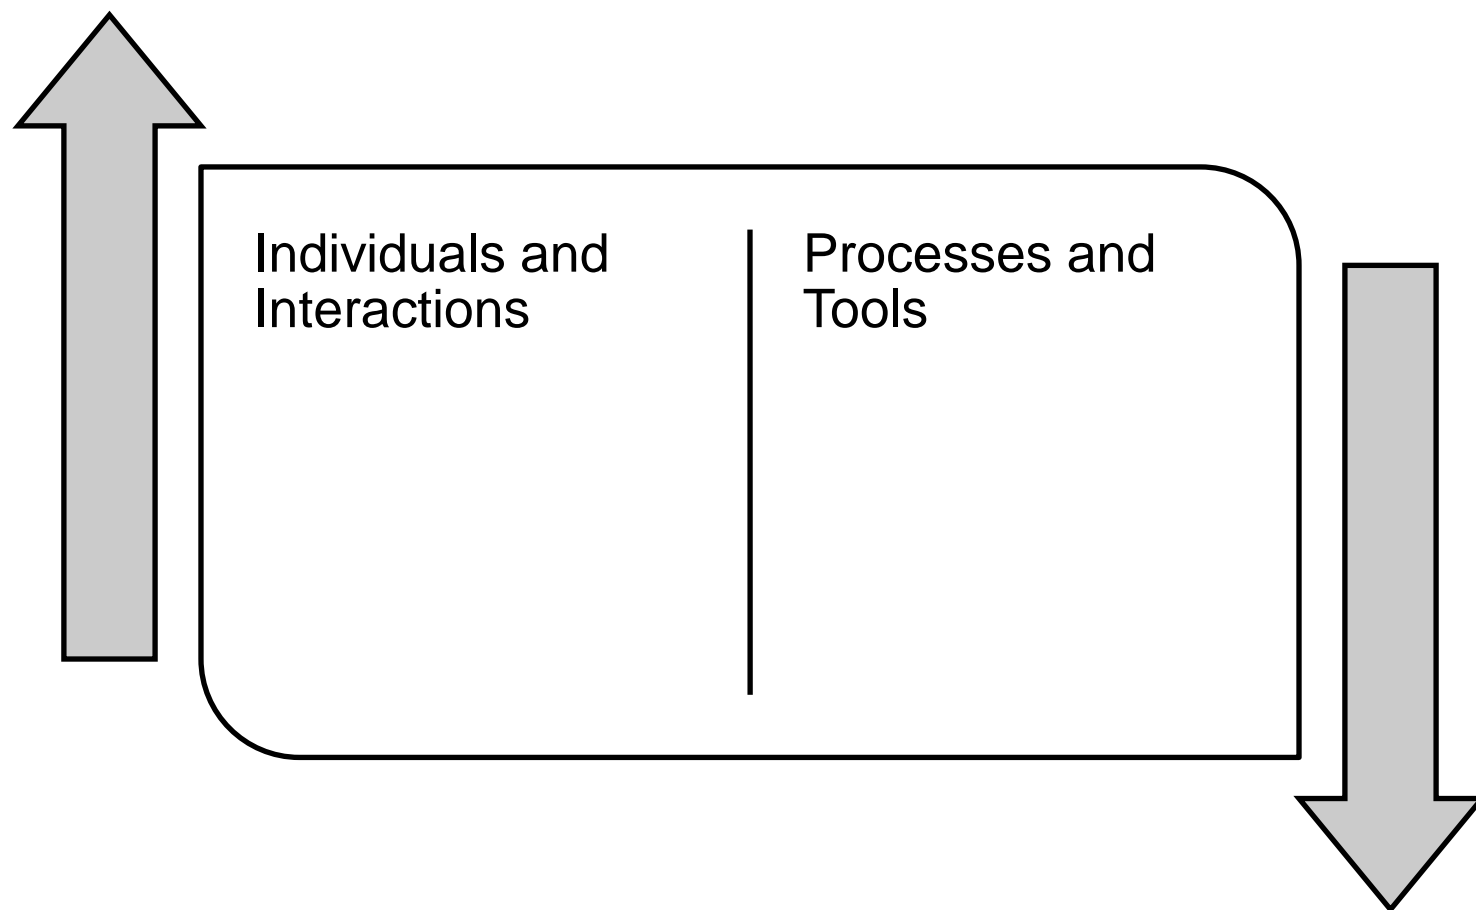 Individuals and
Interactions
Processes and
Tools